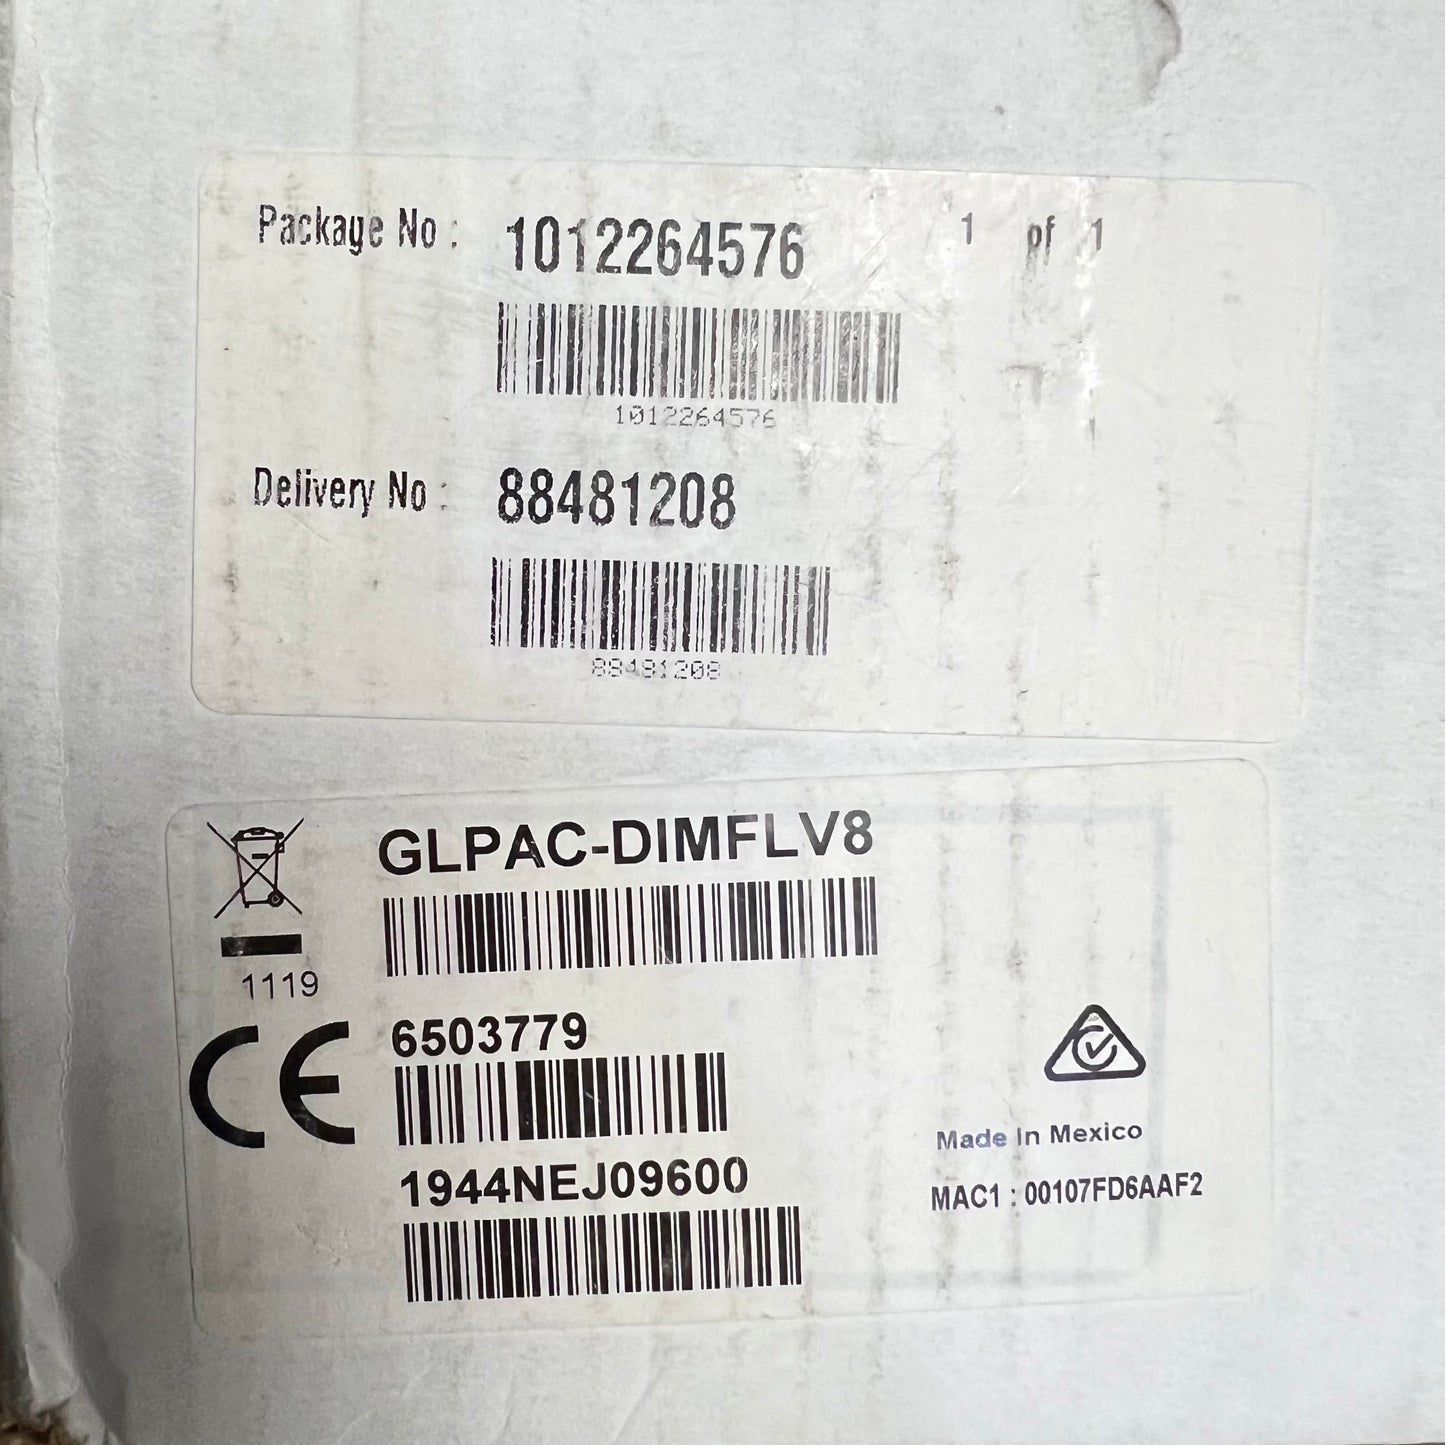 Package No : 1012264576 1 of 1
1012264576
Delivery No : 88481208
88481208
GLPAC-DIMFLV8
1119
CE
6503779
1944NEJ09600
Made In Mexico
MAC1 : 00107FD6AAF2